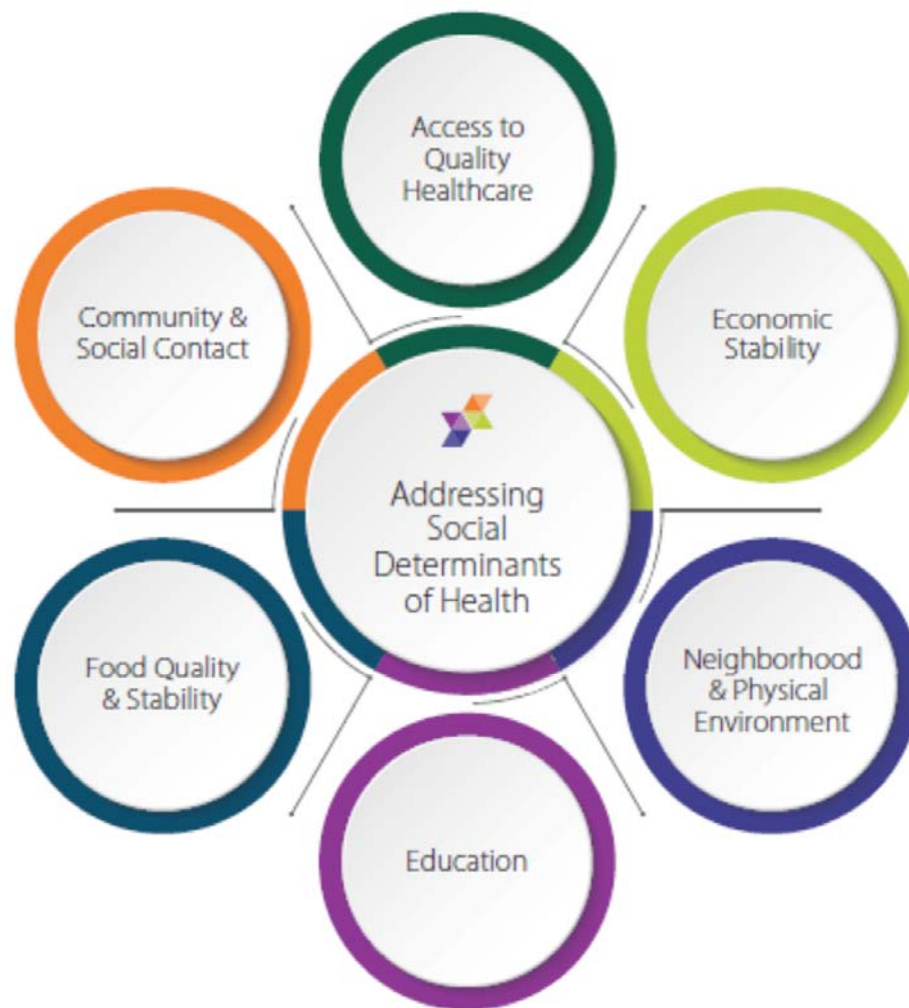 Access to
Quality
Healthcare
Community &
Social Contact
Economic
Stability
Addressing
Social
Determinants
of Health
Food Quality
& Stability
Neighborhood
& Physical
Environment
Education